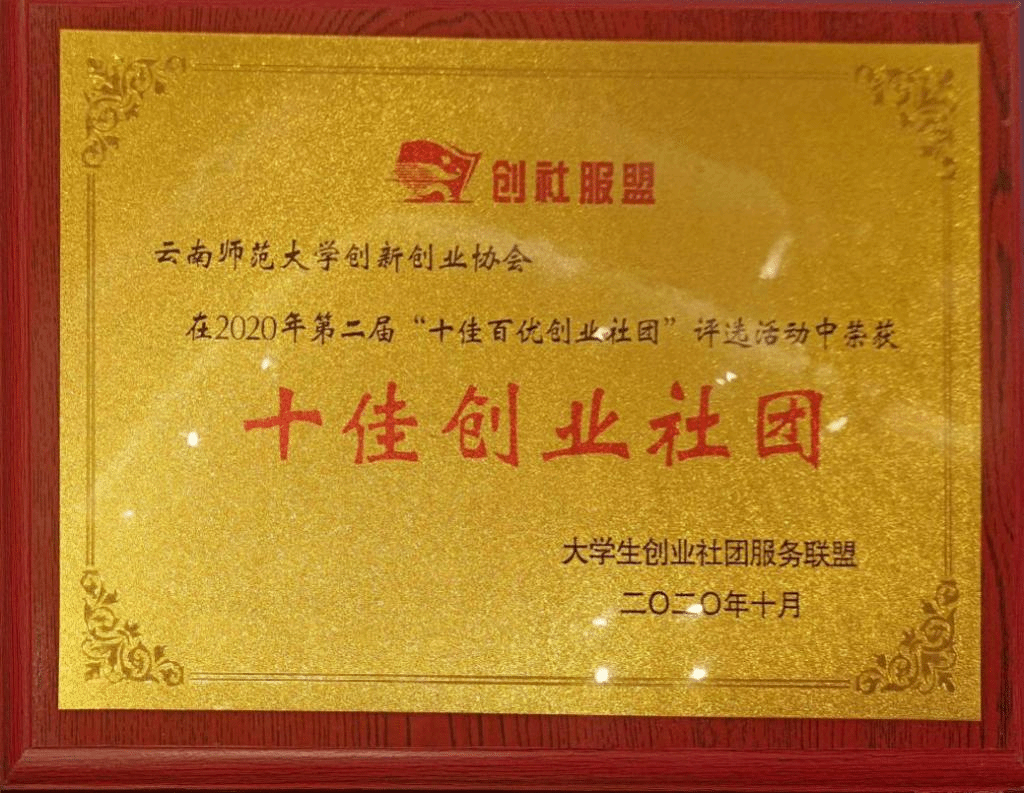 创社服盟
云南师范大学创新创业协会
在2020年第二届“十佳百优创业社团”评选活动中荣获
十佳创业社团
大学生创业社团服务联盟
二〇二〇年十月